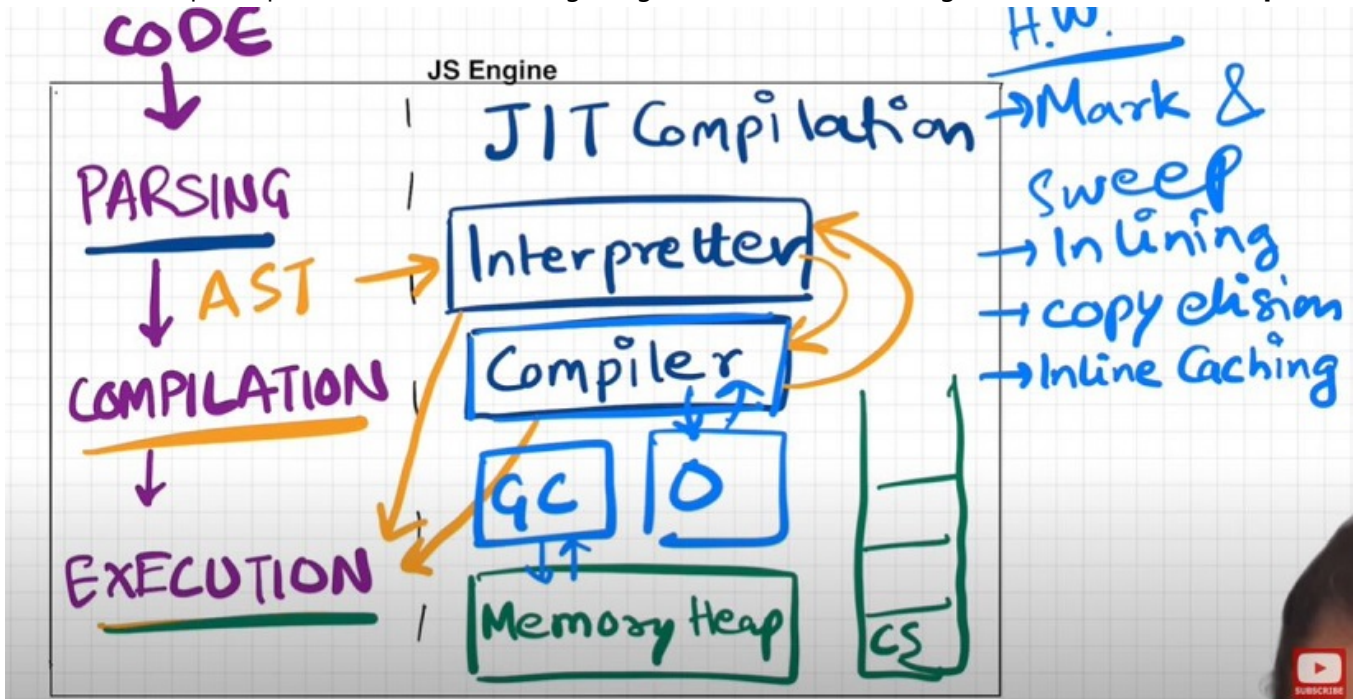 CODE
JS Engine
PARSING
AST
COMPILATION
EXECUTION
JIT Compilation
Interpretter
Compiler
GC
O
Memory Heap
CS
H.W.
→ Mark &
Sweep
→ Inlining
→ copy elision
→ Inline Caching
SUBSCRIBE